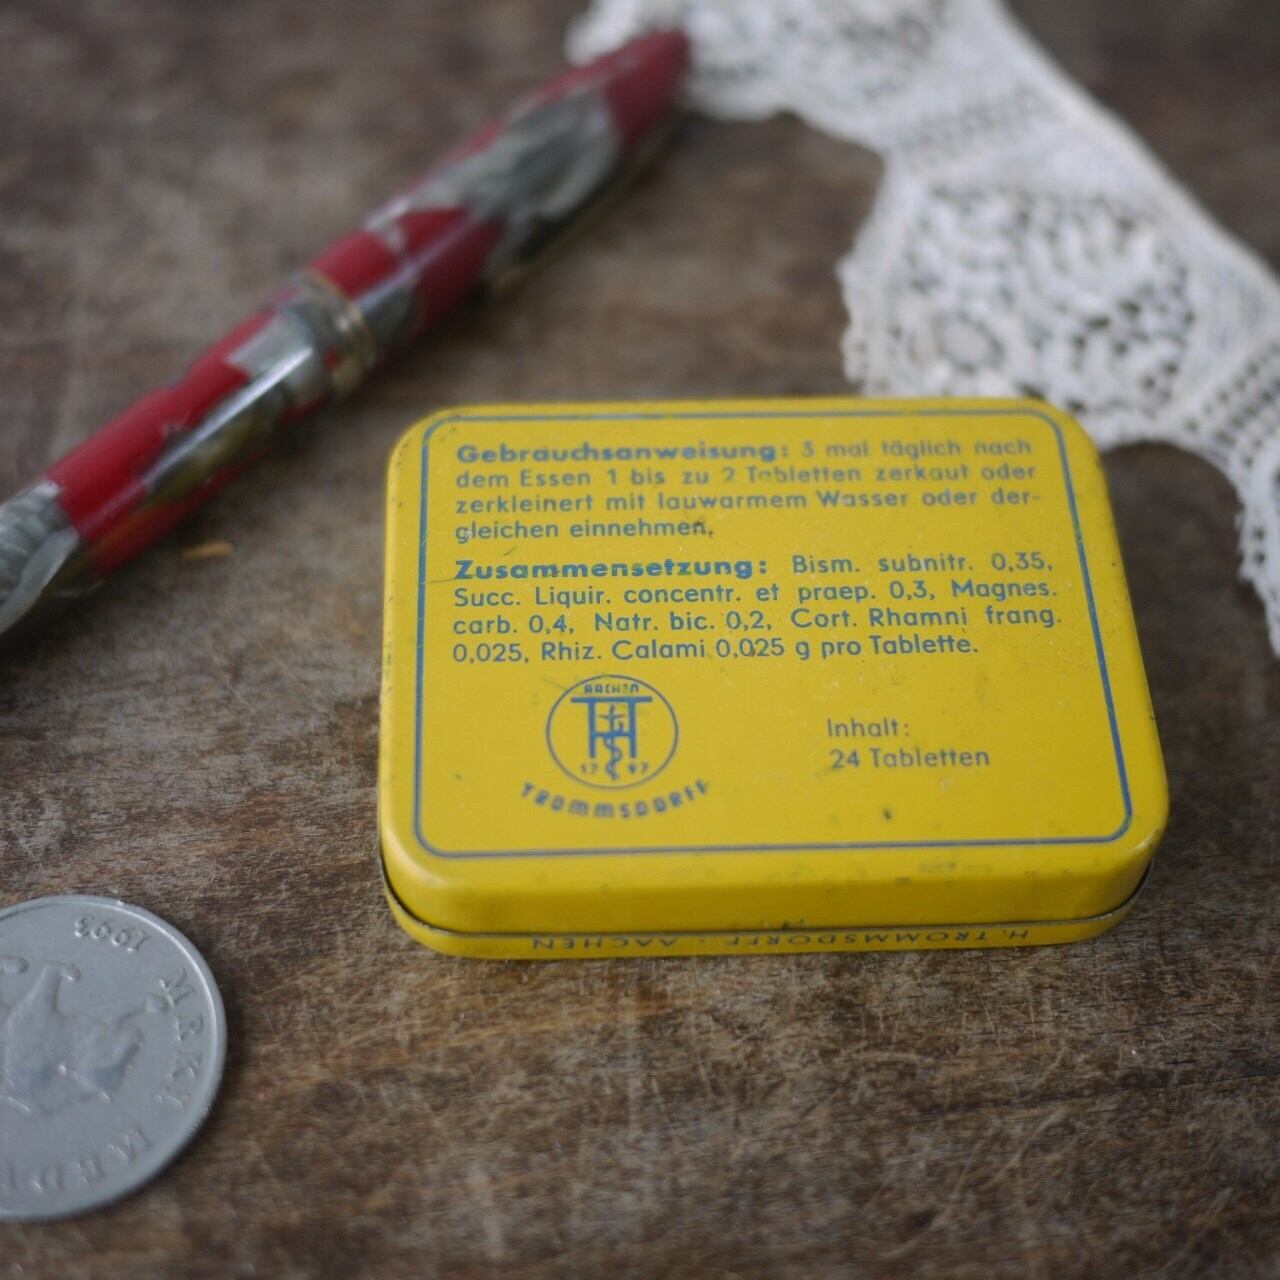 Gebrauchsanweisung: 3 mal täglich nach
dem Essen 1 bis zu 2 Tabletten zerkaut oder
zerkleinert mit lauwarmem Wasser oder der-
gleichen einnehmen.
Zusammensetzung: Bism. subnitr. 0,35,
Succ. Liquir. concentr. et praep. 0,3, Magnes.
carb. 0,4, Natr. bic. 0,2, Cort. Rhamni frang.
0,025, Rhiz. Calami 0,025 g pro Tablette.
AACHEN
17 97
TROMMSDORFF
Inhalt:
24 Tabletten
H. TROMMSDORFF · AACHEN
1993 MRKY